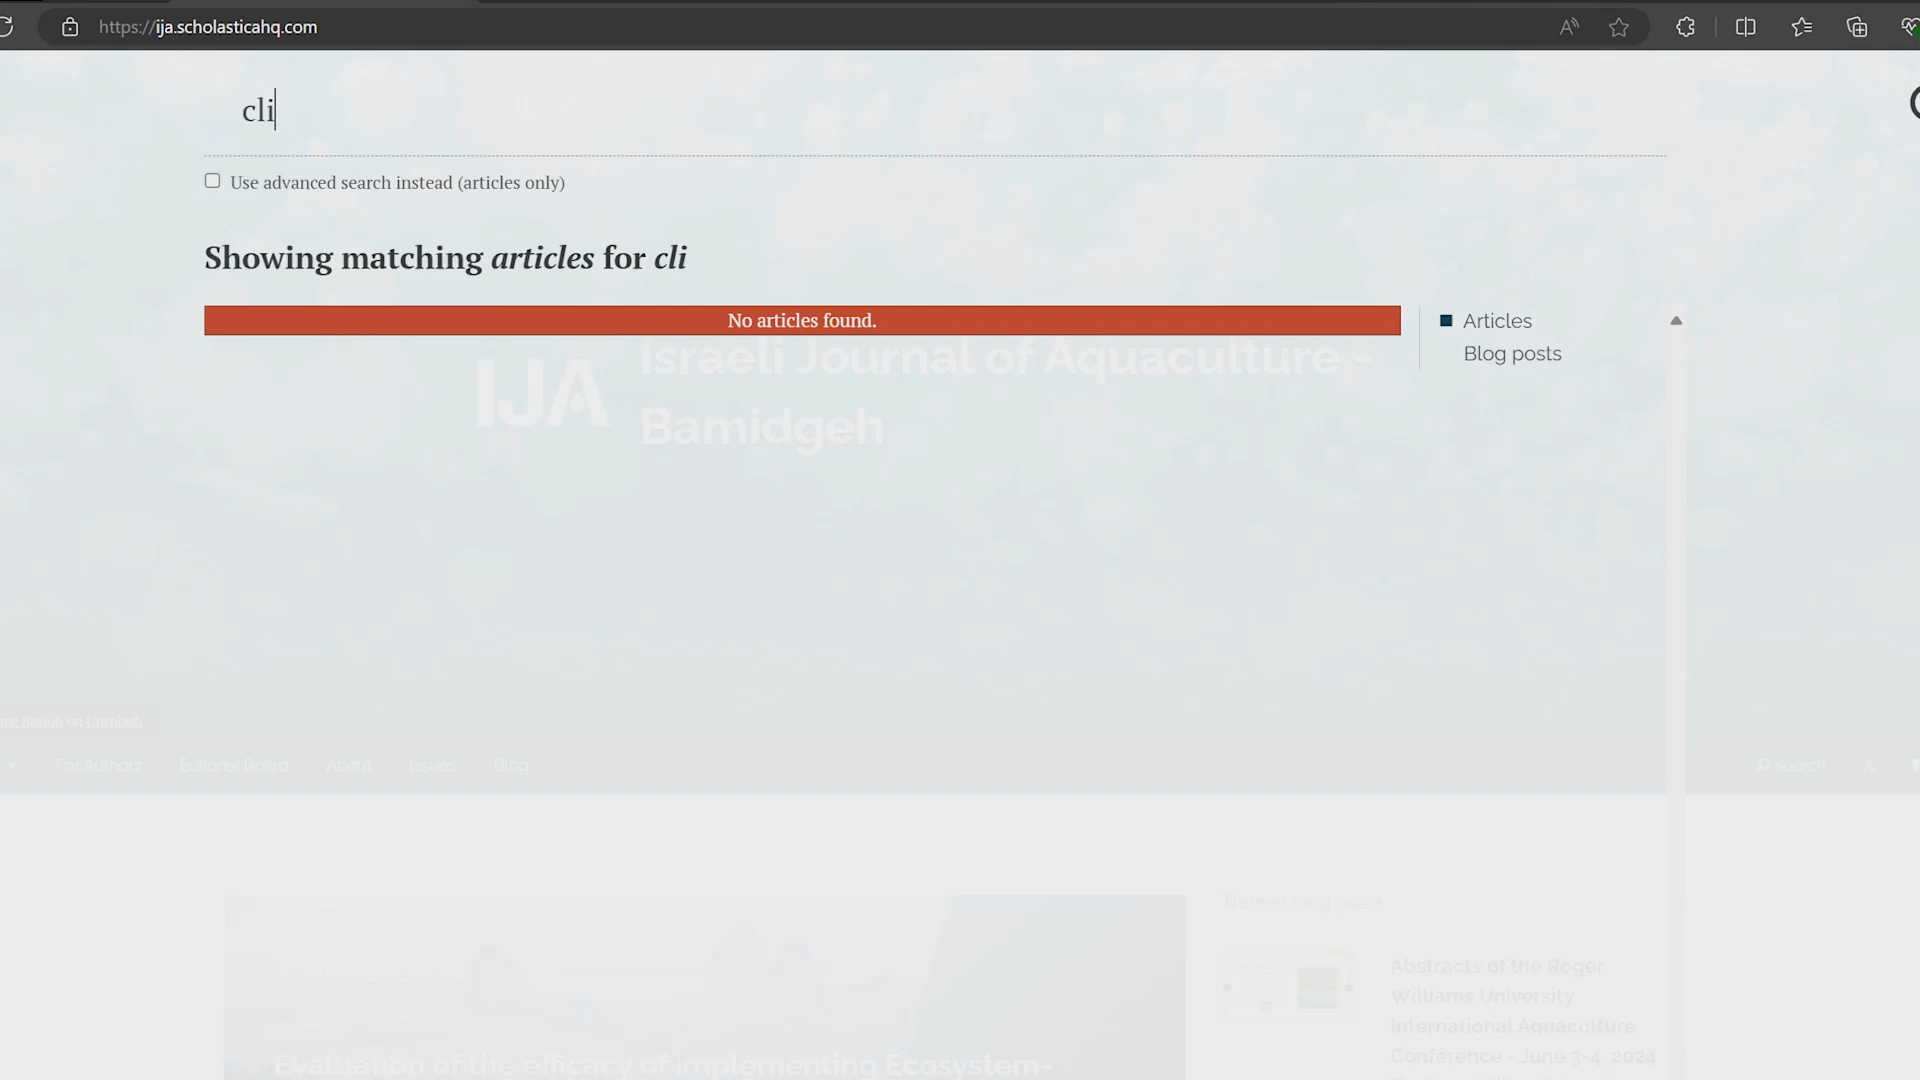 https://ija.scholasticahq.com
cli
Use advanced search instead (articles only)
Showing matching articles for cli
No articles found.
Articles
Blog posts
IJA
Israeli Journal of Aquaculture -
Bamidgeh
on Unsplash
For Authors
Editorial Board
About
Issues
Blog
search
Recent blog posts
Abstracts of the Roger
Williams University
International Aquaculture
Conference - June 3-4, 2024
Evaluation of the efficacy of implementing Ecosystem-